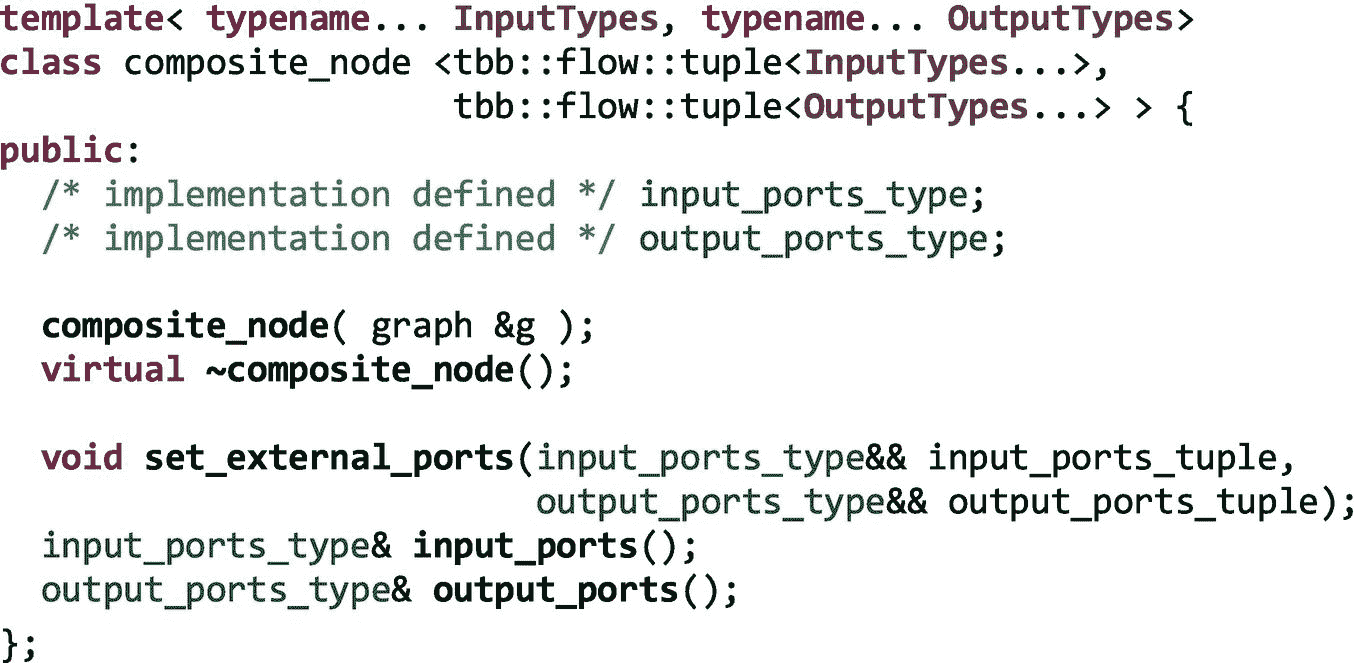 template< typename... InputTypes, typename... OutputTypes>
class composite_node <tbb::flow::tuple<InputTypes...>,
                      tbb::flow::tuple<OutputTypes...> > {
public:
  /* implementation defined */ input_ports_type;
  /* implementation defined */ output_ports_type;

  composite_node( graph &g );
  virtual ~composite_node();

  void set_external_ports(input_ports_type&& input_ports_tuple,
                          output_ports_type&& output_ports_tuple);
  input_ports_type& input_ports();
  output_ports_type& output_ports();
};